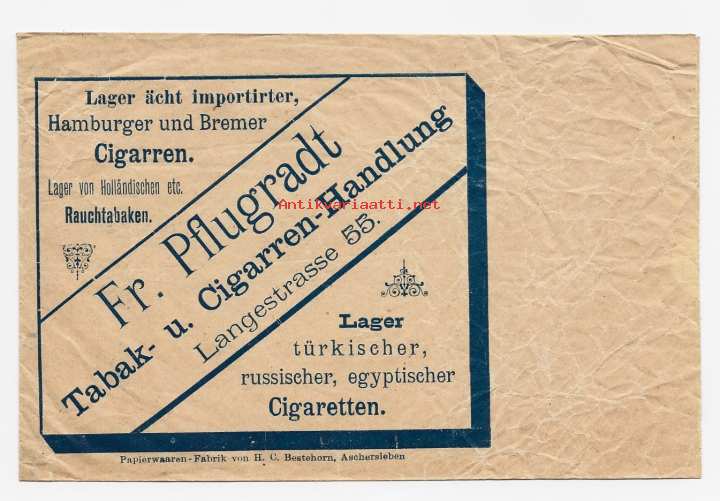 Lager ächt importirter,
Hamburger und Bremer
Cigarren.
Lager von Holländischen etc.
Rauchtabaken.
Fr. Pflugradt
Tabak- u. Cigarren-Handlung
Langestrasse 55.
Antikvariaatti.net
Lager
türkischer,
russischer, egyptischer
Cigaretten.
Papierwaaren-Fabrik von H. C. Bestehorn, Aschersleben